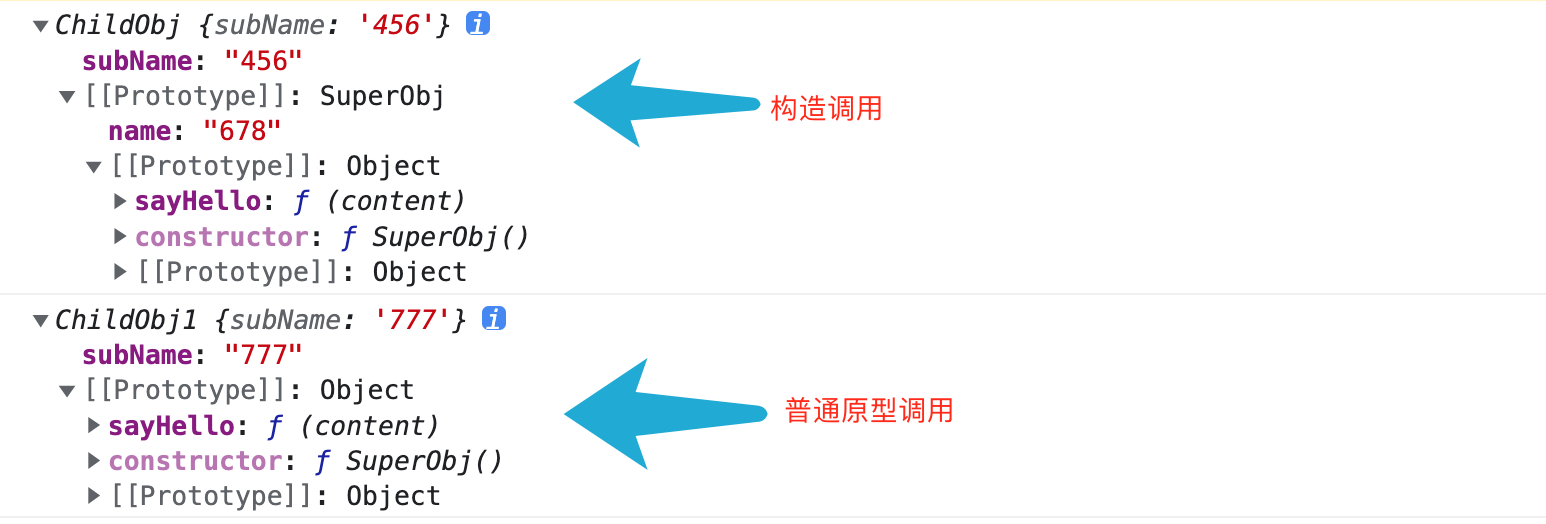 ▼ChildObj {subName: '456'} i
subName: "456"
▼[[Prototype]]: SuperObj
构造调用
name: "678"
▼[[Prototype]]: Object
▶sayHello: ƒ (content)
▶constructor: ƒ SuperObj()
▶[[Prototype]]: Object
▼ChildObj1 {subName: '777'} i
subName: "777"
▼[[Prototype]]: Object
普通原型调用
▶sayHello: ƒ (content)
▶constructor: ƒ SuperObj()
▶[[Prototype]]: Object